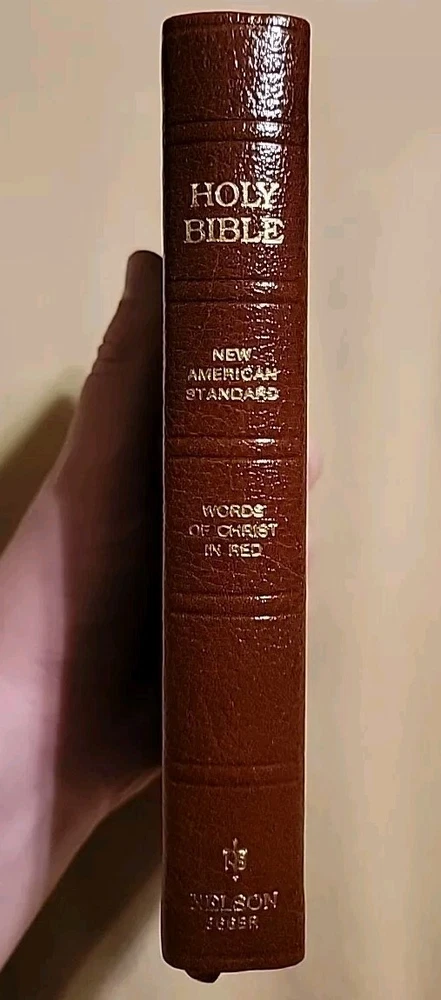 HOLY
BIBLE
NEW
AMERICAN
STANDARD
WORDS
OF CHRIST
IN RED
NELSON